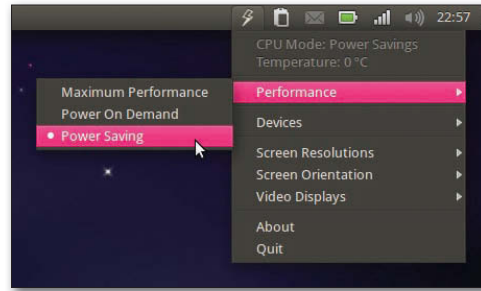 22:57
CPU Mode: Power Savings
Temperature: 0 °C
Performance
Devices
Screen Resolutions
Screen Orientation
Video Displays
About
Quit
Maximum Performance
Power On Demand
Power Saving